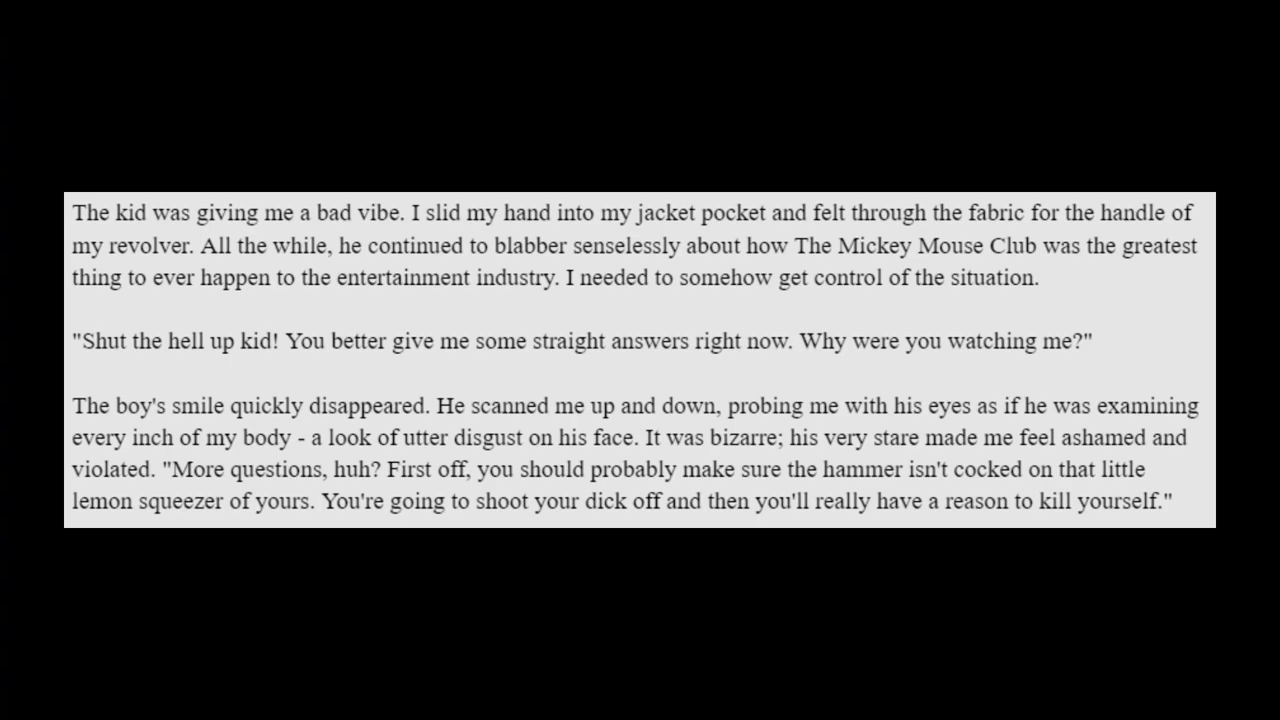 The kid was giving me a bad vibe. I slid my hand into my jacket pocket and felt through the fabric for the handle of
my revolver. All the while, he continued to blabber senselessly about how The Mickey Mouse Club was the greatest
thing to ever happen to the entertainment industry. I needed to somehow get control of the situation.
"Shut the hell up kid! You better give me some straight answers right now. Why were you watching me?"
The boy's smile quickly disappeared. He scanned me up and down, probing me with his eyes as if he was examining
every inch of my body - a look of utter disgust on his face. It was bizarre; his very stare made me feel ashamed and
violated. "More questions, huh? First off, you should probably make sure the hammer isn't cocked on that little
lemon squeezer of yours. You're going to shoot your dick off and then you'll really have a reason to kill yourself."